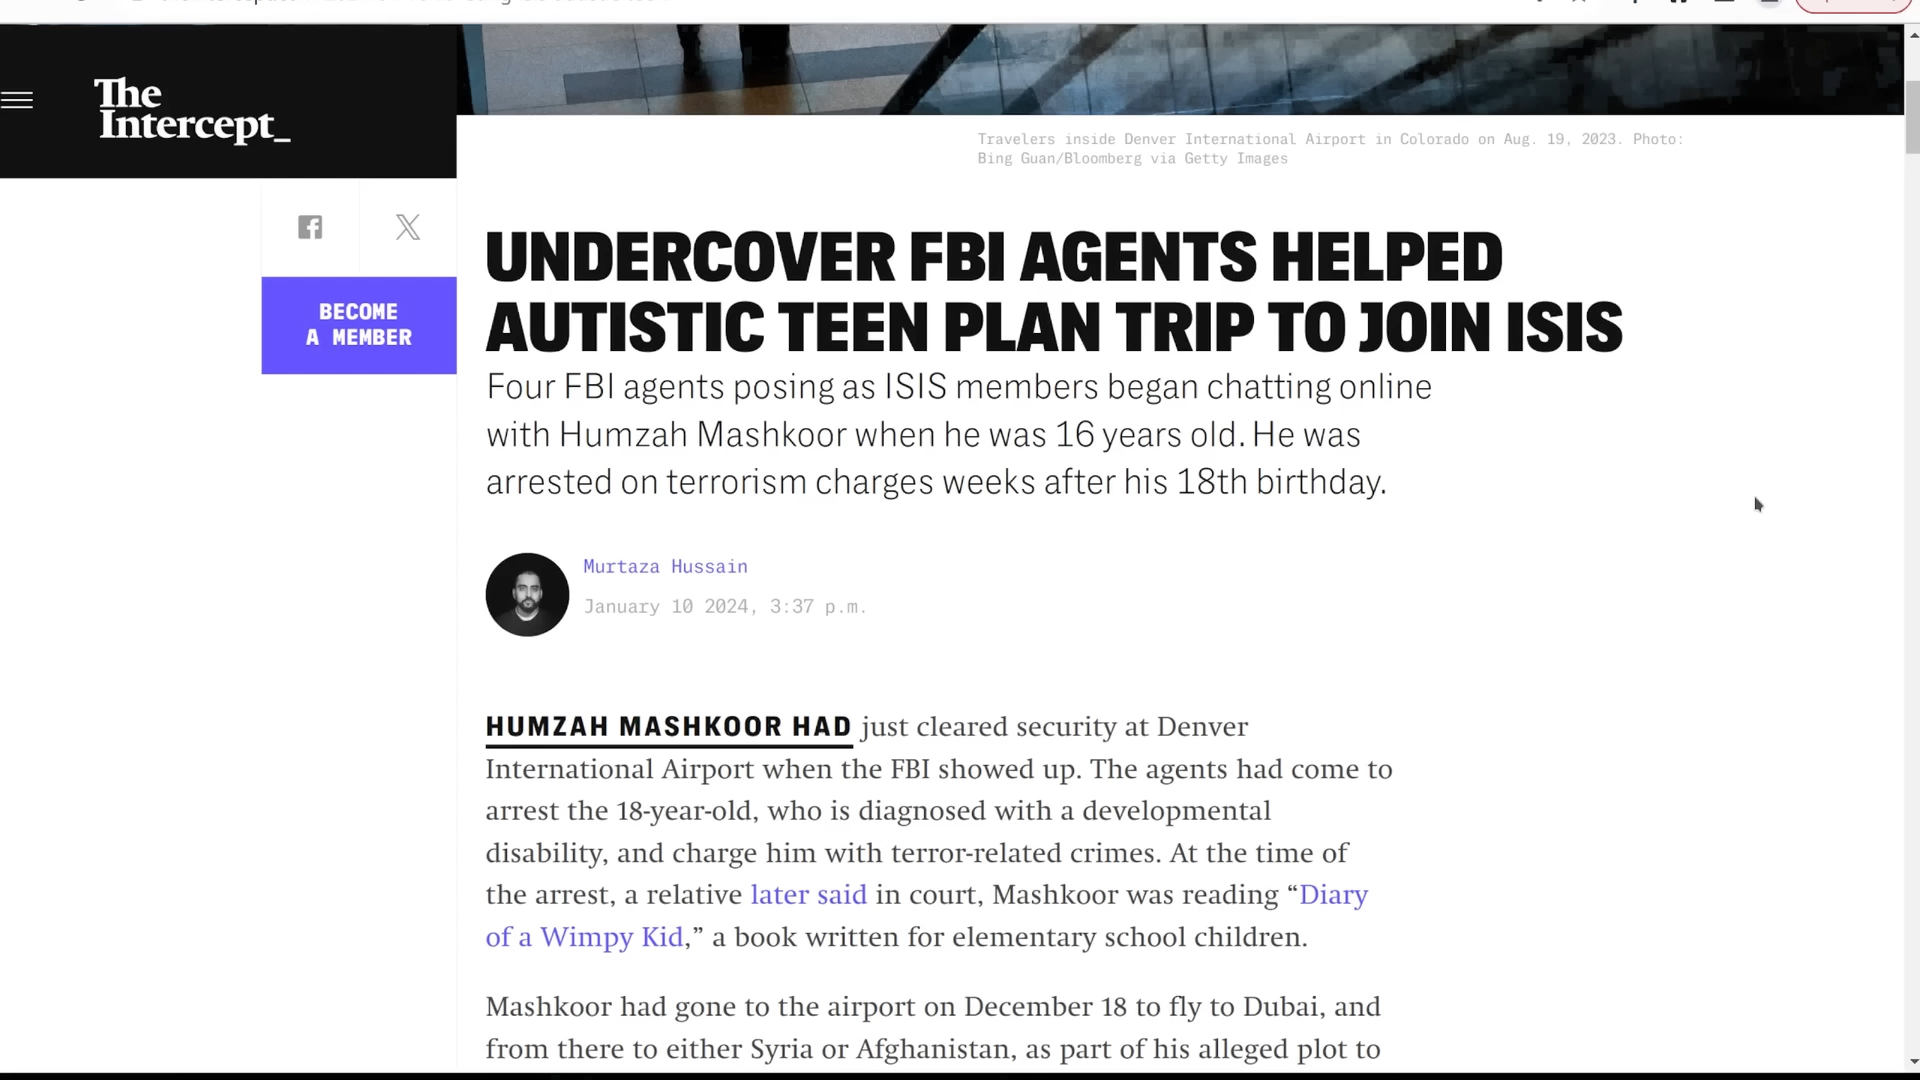 The
Intercept_
Travelers inside Denver International Airport in Colorado on Aug. 19, 2023. Photo:
Bing Guan/Bloomberg via Getty Images
BECOME
A MEMBER
UNDERCOVER FBI AGENTS HELPED
AUTISTIC TEEN PLAN TRIP TO JOIN ISIS
Four FBI agents posing as ISIS members began chatting online
with Humzah Mashkoor when he was 16 years old. He was
arrested on terrorism charges weeks after his 18th birthday.
Murtaza Hussain
January 10 2024, 3:37 p.m.
HUMZAH MASHKOOR HAD just cleared security at Denver
International Airport when the FBI showed up. The agents had come to
arrest the 18-year-old, who is diagnosed with a developmental
disability, and charge him with terror-related crimes. At the time of
the arrest, a relative later said in court, Mashkoor was reading “Diary
of a Wimpy Kid,” a book written for elementary school children.
Mashkoor had gone to the airport on December 18 to fly to Dubai, and
from there to either Syria or Afghanistan, as part of his alleged plot to